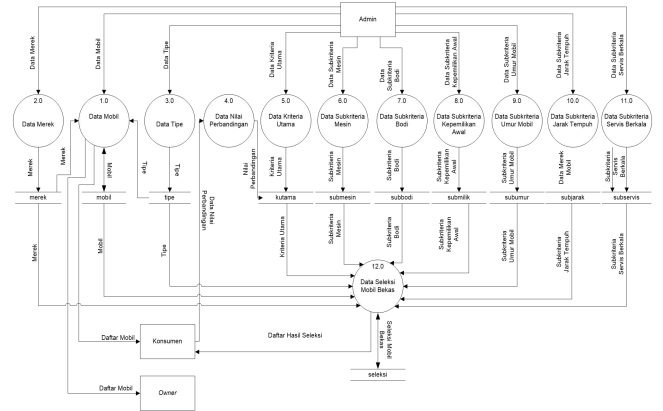 Admin
Data Merek
Data Mobil
Data Tipe
Data Kriteria
Utama
Data Subkriteria
Mesin
Data
Subkriteria
Bodi
Data Subkriteria
Kepemilikan Awal
Data Subkriteria
Umur Mobil
Data Subkriteria
Jarak Tempuh
Data Subkriteria
Servis Berkala
2.0
Data Merek
1.0
Data Mobil
3.0
Data Tipe
4.0
Data Nilai
Perbandingan
5.0
Data Kriteria
Utama
6.0
Data Subkriteria
Mesin
7.0
Data Subkriteria
Bodi
8.0
Data Subkriteria
Kepemilikan
Awal
9.0
Data Subkriteria
Umur Mobil
10.0
Data Subkriteria
Jarak Tempuh
11.0
Data Subkriteria
Servis Berkala
Merek
Merek
Mobil
Tipe
Tipe
Nilai
Perbandingan
Kriteria
Utama
Subkriteria
Mesin
Subkriteria
Bodi
Subkriteria
Kepemilikan
Awal
Subkriteria
Umur Mobil
Data Merek
Mobil
Subkriteria
Servis
Berkala
Subkriteria
Servis
Berkala
merek
mobil
tipe
kutama
submesin
subbodi
submilik
subumur
subjarak
subservis
Merek
Mobil
Tipe
Data Nilai
Perbandingan
Kriteria Utama
Subkriteria
Mesin
Subkriteria
Bodi
Subkriteria
Kepemilikan
Awal
Subkriteria
Umur Mobil
Subkriteria
Jarak Tempuh
Subkriteria
Servis Berkala
12.0
Data Seleksi
Mobil Bekas
Daftar Mobil
Konsumen
Daftar Hasil Seleksi
Seleksi Mobil
Bekas
seleksi
Daftar Mobil
Owner